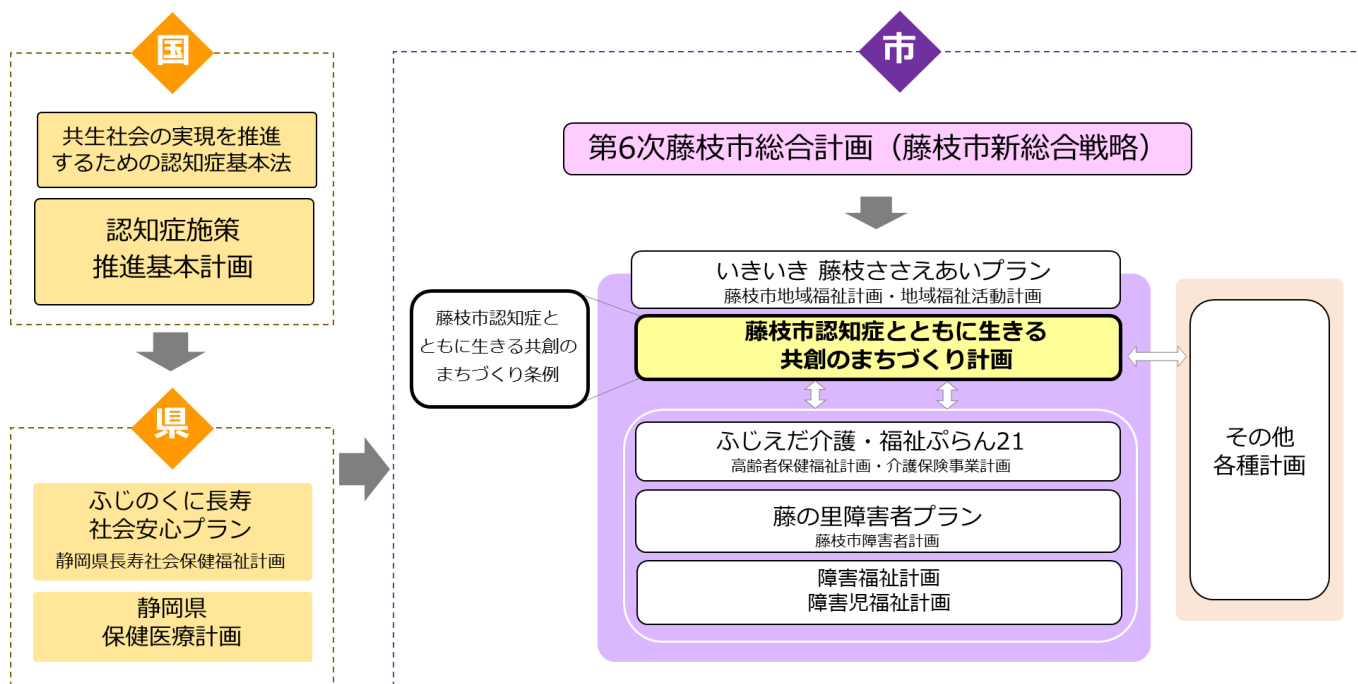 国
共生社会の実現を推進
するための認知症基本法
認知症施策
推進基本計画
県
ふじのくに長寿
社会安心プラン
静岡県長寿社会保健福祉計画
静岡県
保健医療計画
市
第6次藤枝市総合計画（藤枝市新総合戦略）
いきいき 藤枝ささえあいプラン
藤枝市地域福祉計画・地域福祉活動計画
藤枝市認知症と
ともに生きる共創の
まちづくり条例
藤枝市認知症とともに生きる
共創のまちづくり計画
ふじえだ介護・福祉ぷらん21
高齢者保健福祉計画・介護保険事業計画
藤の里障害者プラン
藤枝市障害者計画
障害福祉計画
障害児福祉計画
その他
各種計画